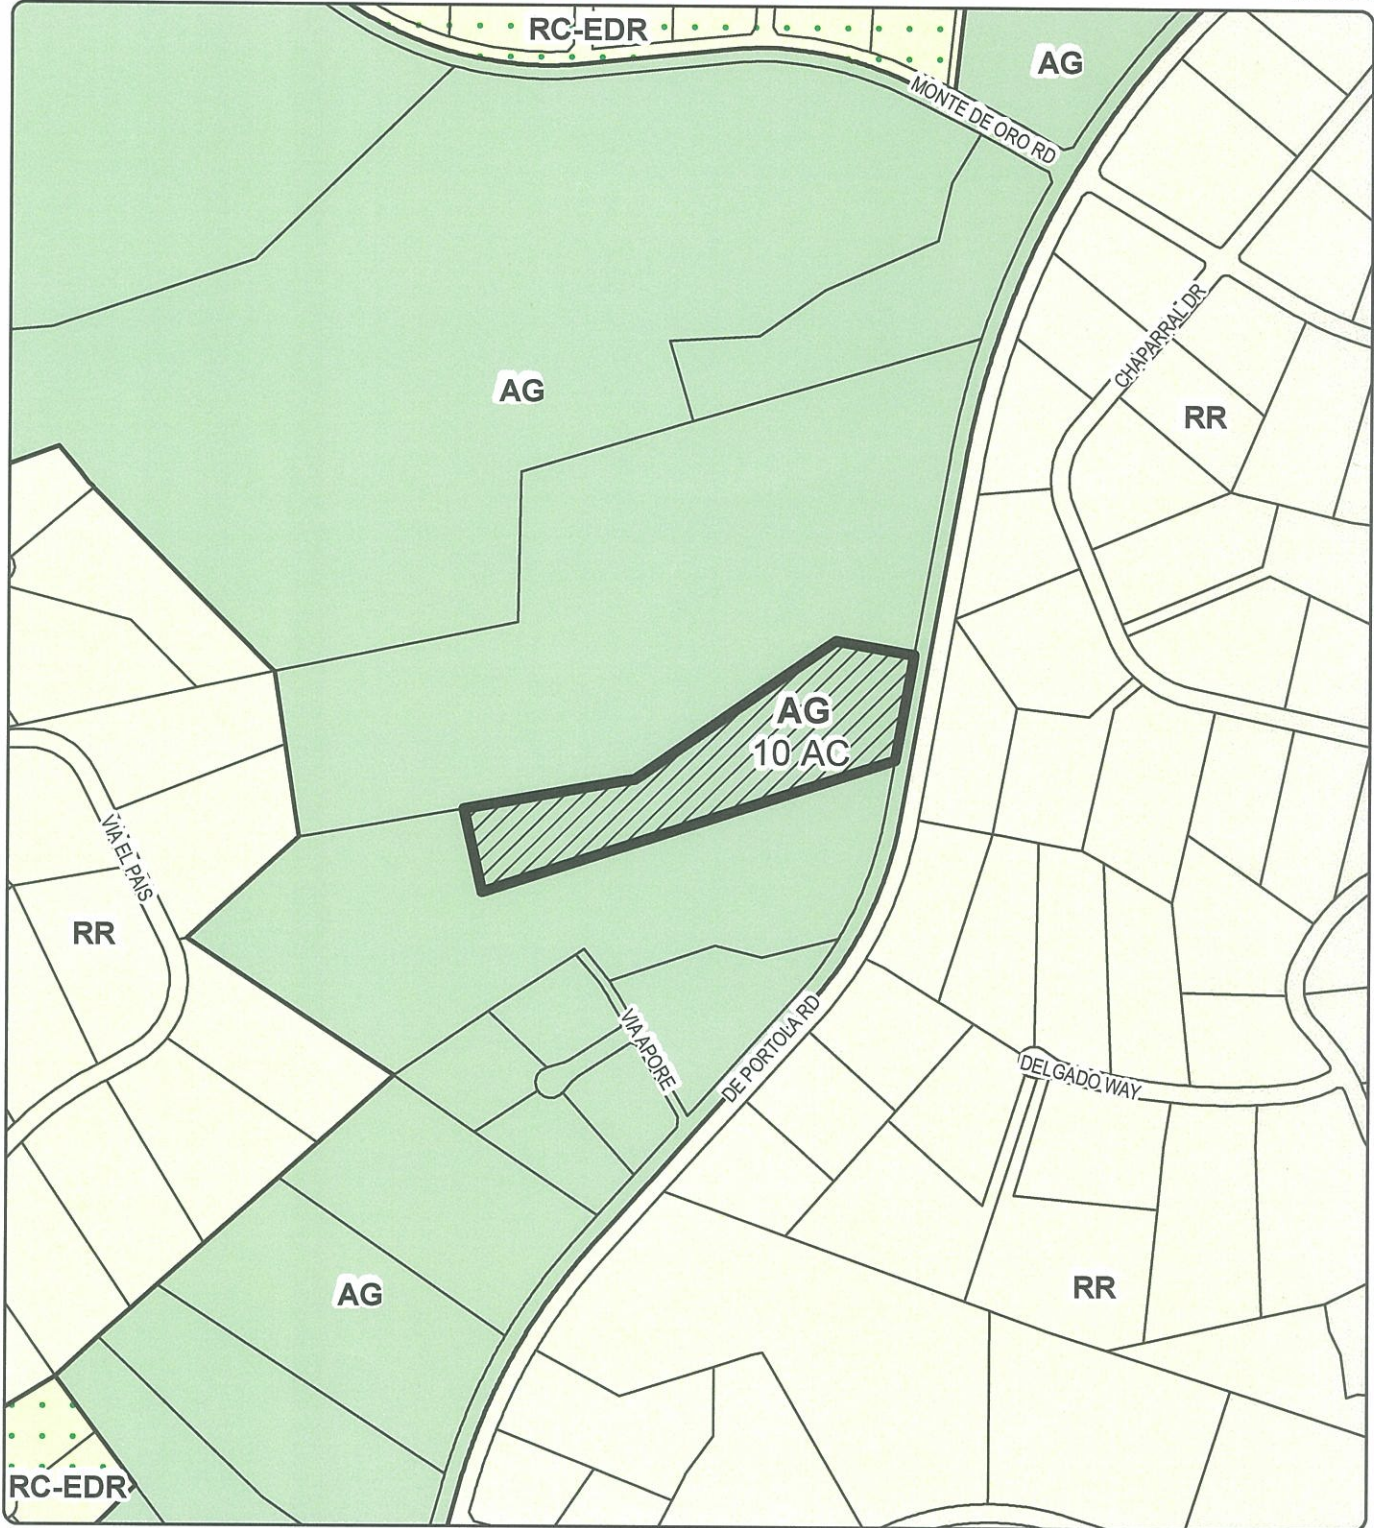 RC-EDR
AG
MONTE DE ORO RD
CHAPARRAL DR
AG
RR
AG
10 AC
VIA EL PAIS
RR
VIA APORE
DE PORTOLA RD
DELGADO WAY
AG
RR
RC-EDR